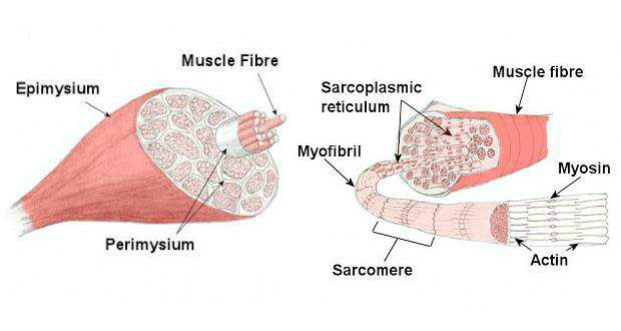 Muscle Fibre
Epimysium
Perimysium
Muscle fibre
Sarcoplasmic
reticulum
Myofibril
Myosin
Actin
Sarcomere